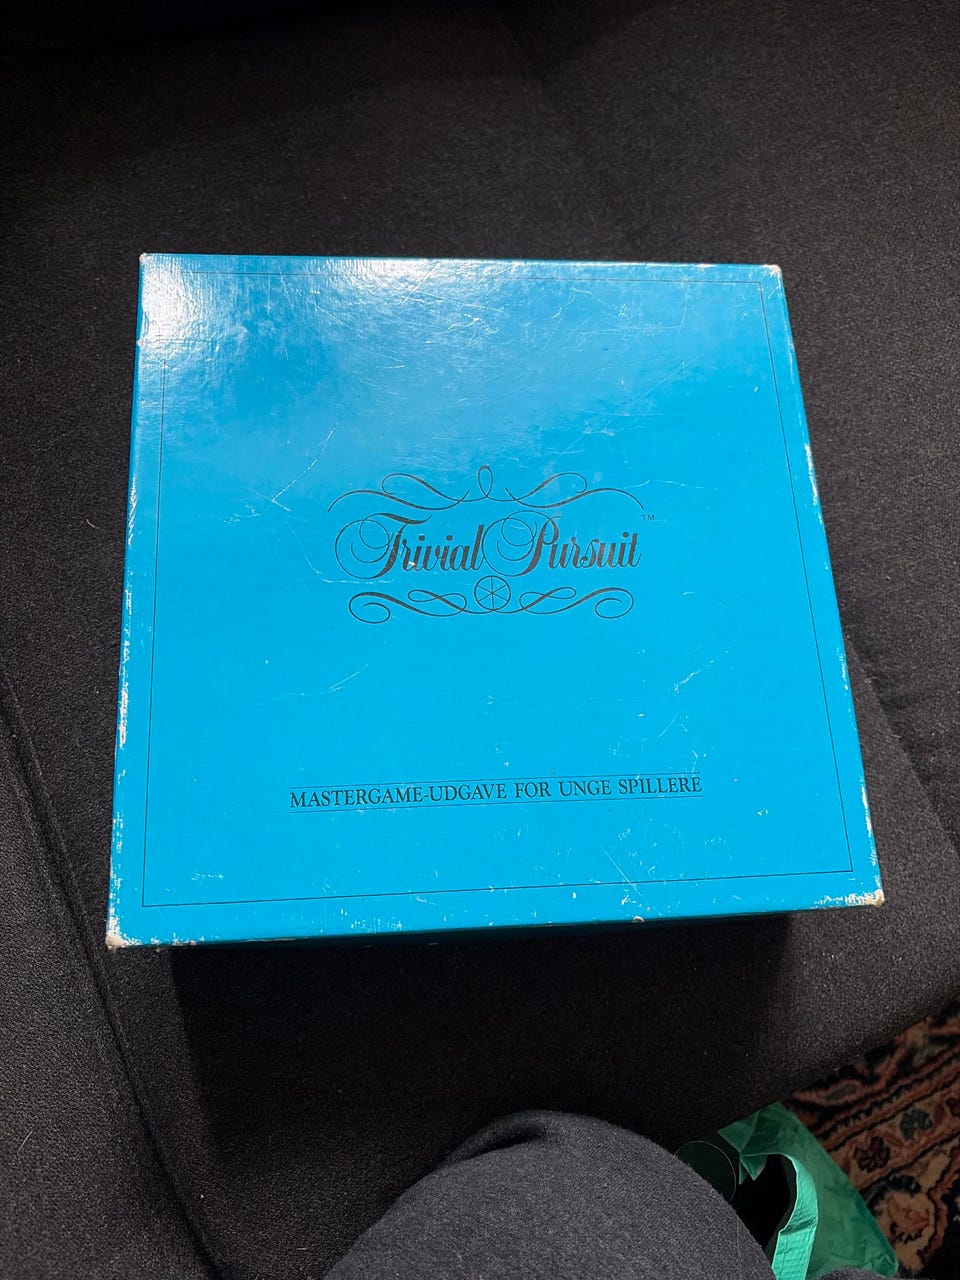 Trivial Pursuit™
MASTERGAME-UDGAVE FOR UNGE SPILLERE